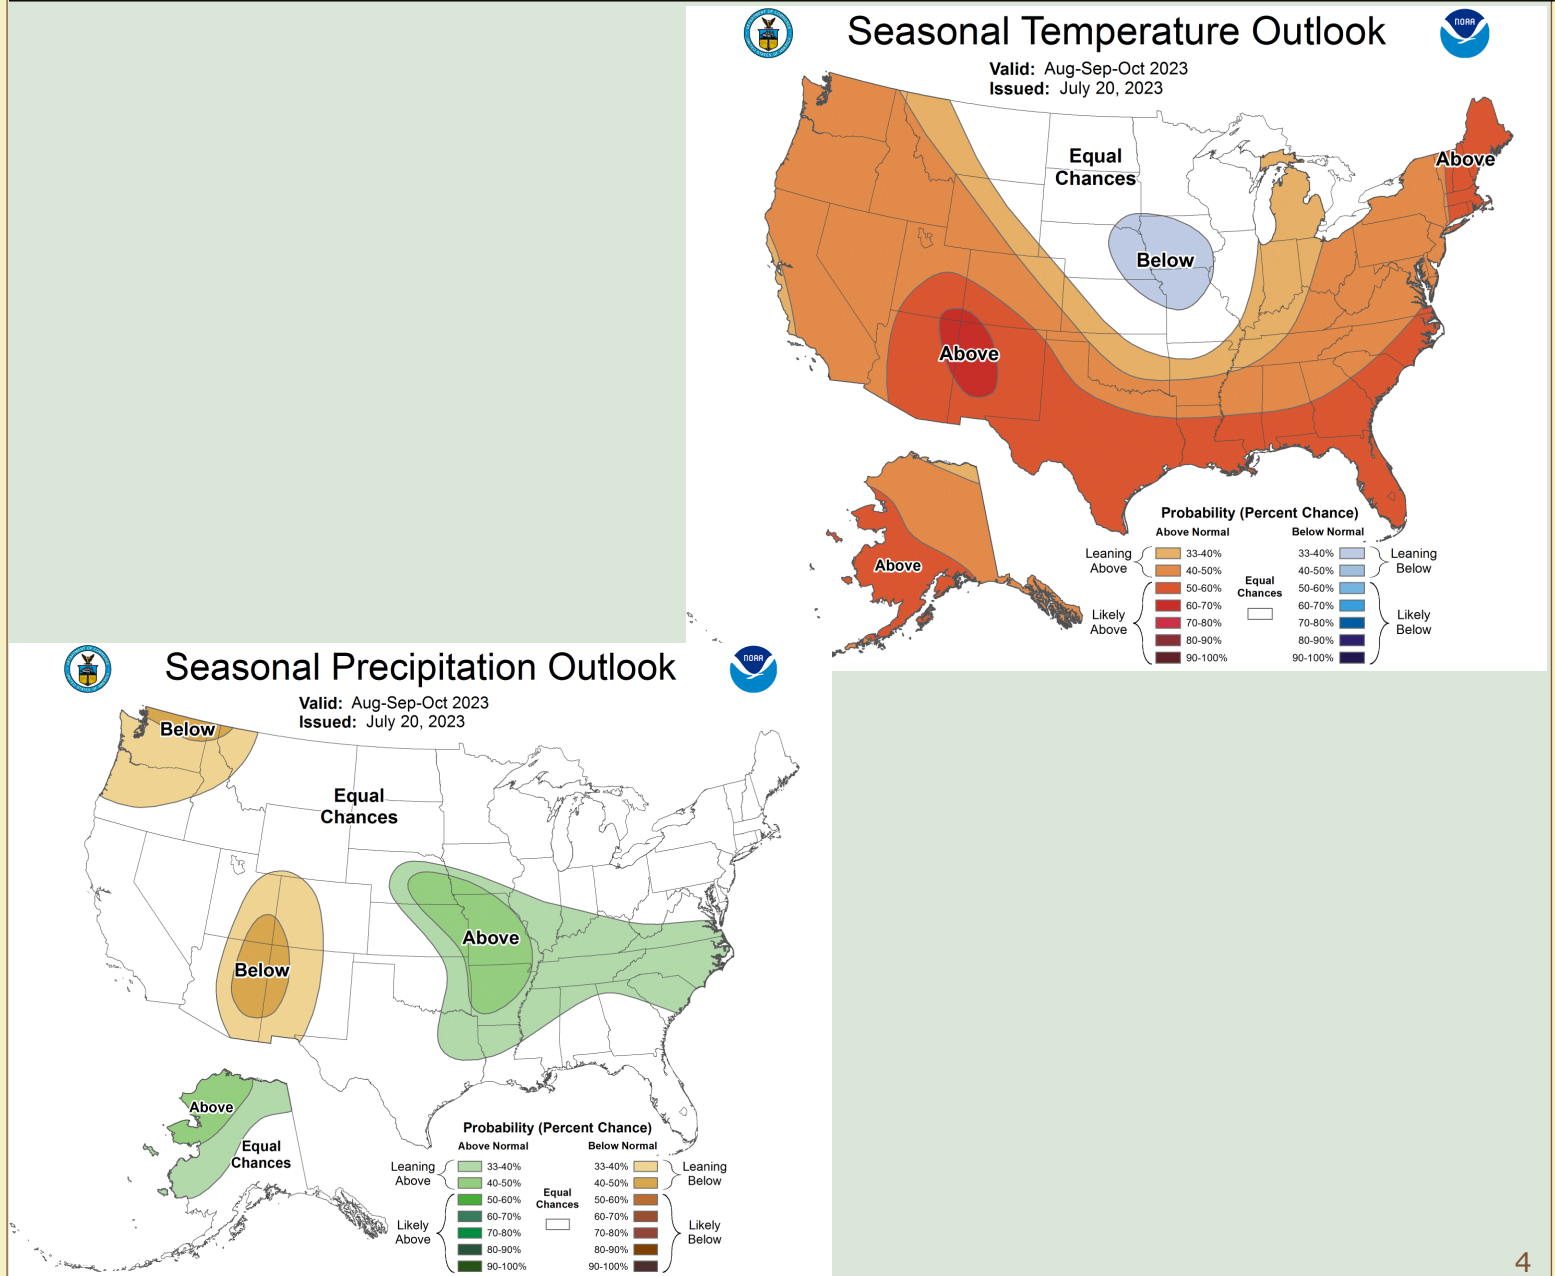 Seasonal Temperature Outlook
NOAA
Valid: Aug-Sep-Oct 2023
Issued: July 20, 2023
Equal
Chances
Above
Below
Above
Above
Probability (Percent Chance)
Above Normal
Below Normal
Leaning
Above
33-40%
40-50%
50-60%
60-70%
70-80%
80-90%
90-100%
Likely
Above
Equal
Chances
33-40%
40-50%
50-60%
60-70%
70-80%
80-90%
90-100%
Leaning
Below
Likely
Below
Seasonal Precipitation Outlook
NOAA
Valid: Aug-Sep-Oct 2023
Issued: July 20, 2023
Below
Equal
Chances
Above
Below
Above
Equal
Chances
Probability (Percent Chance)
Above Normal
Below Normal
Leaning
Above
33-40%
40-50%
50-60%
60-70%
70-80%
80-90%
90-100%
Likely
Above
Equal
Chances
33-40%
40-50%
50-60%
60-70%
70-80%
80-90%
90-100%
Leaning
Below
Likely
Below
4